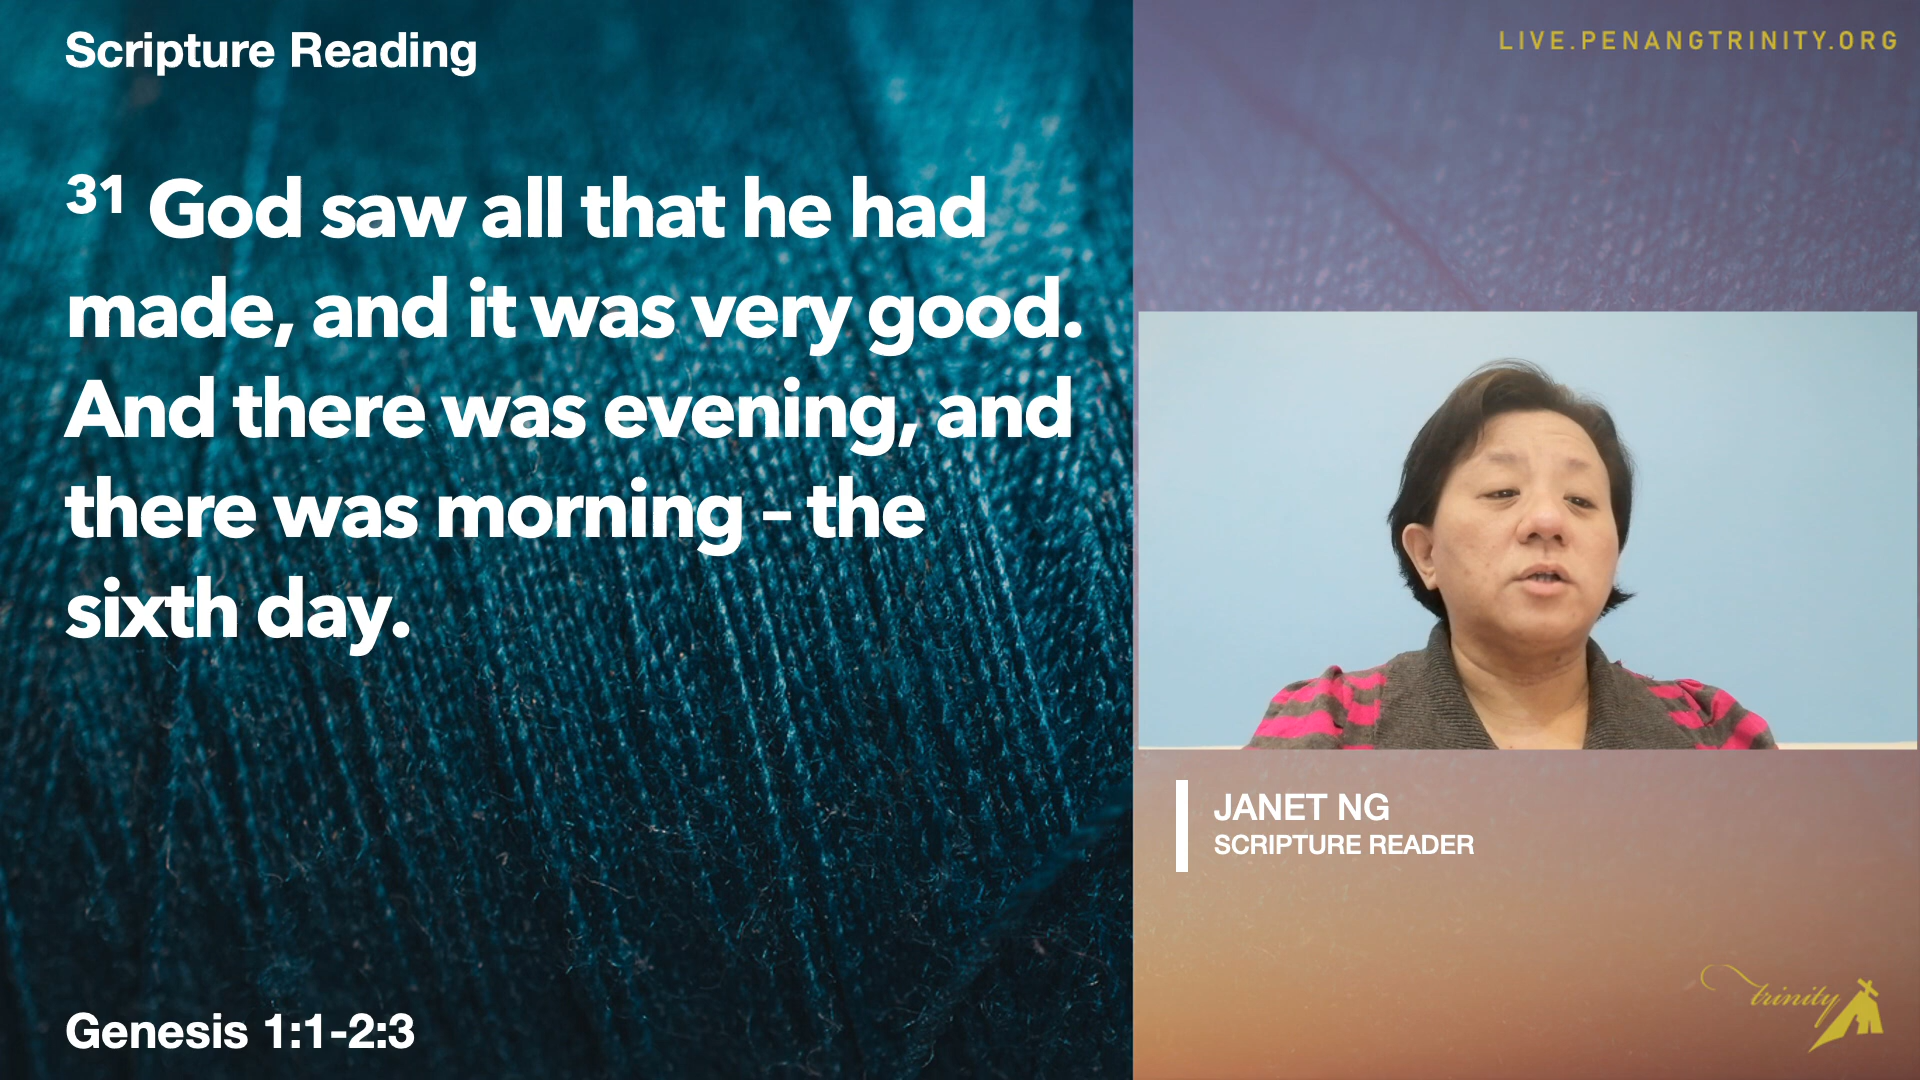 Scripture Reading
31 God saw all that he had
made, and it was very good.
And there was evening, and
there was morning – the
sixth day.
Genesis 1:1-2:3
LIVE.PENANGTRINITY.ORG
JANET NG
SCRIPTURE READER
trinity